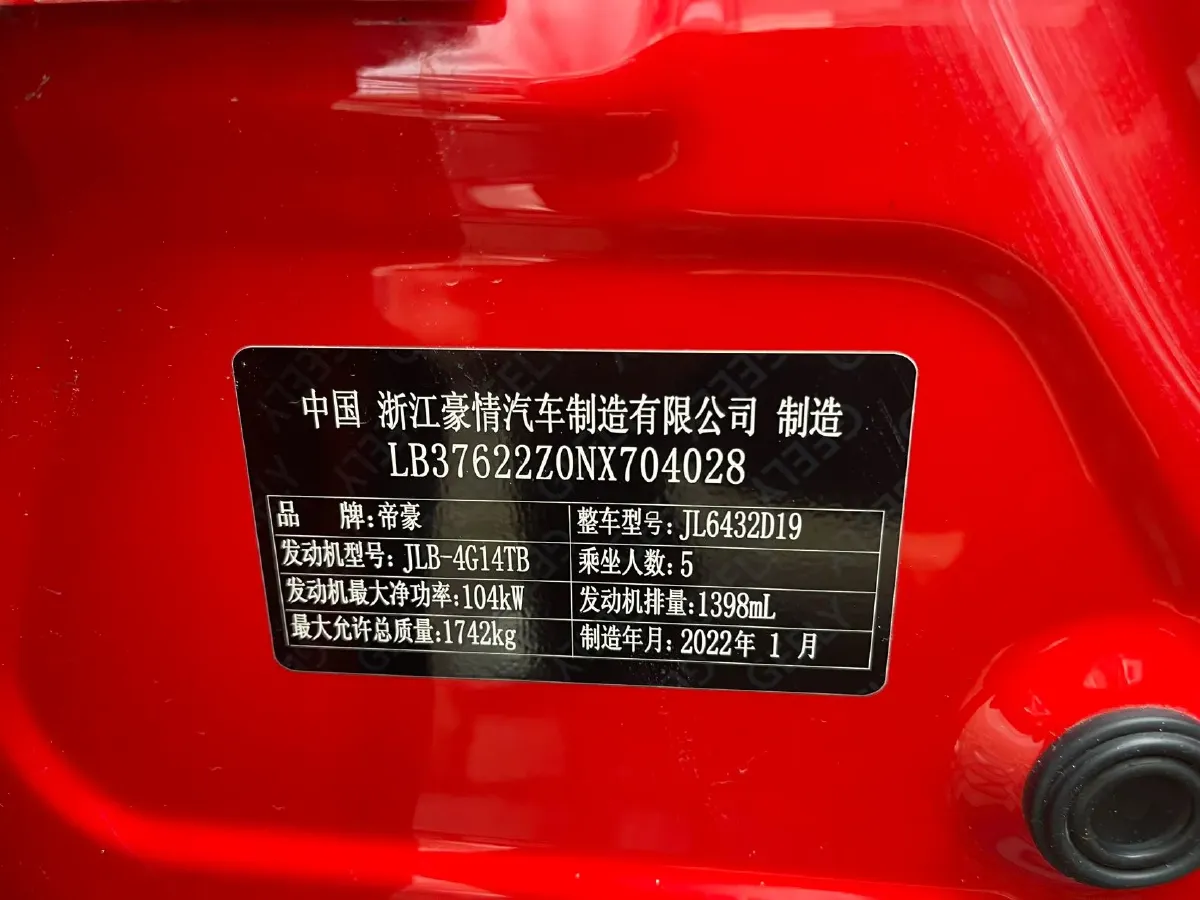 中国 浙江豪情汽车制造有限公司 制造
LB37622Z0NX704028
品 牌:帝豪 整车型号:JL6432D19
发动机型号:JLB-4G14TB 乘坐人数:5
发动机最大净功率:104kW 发动机排量:1398mL
最大允许总质量:1742kg 制造年月:2022年 1 月
GEELY